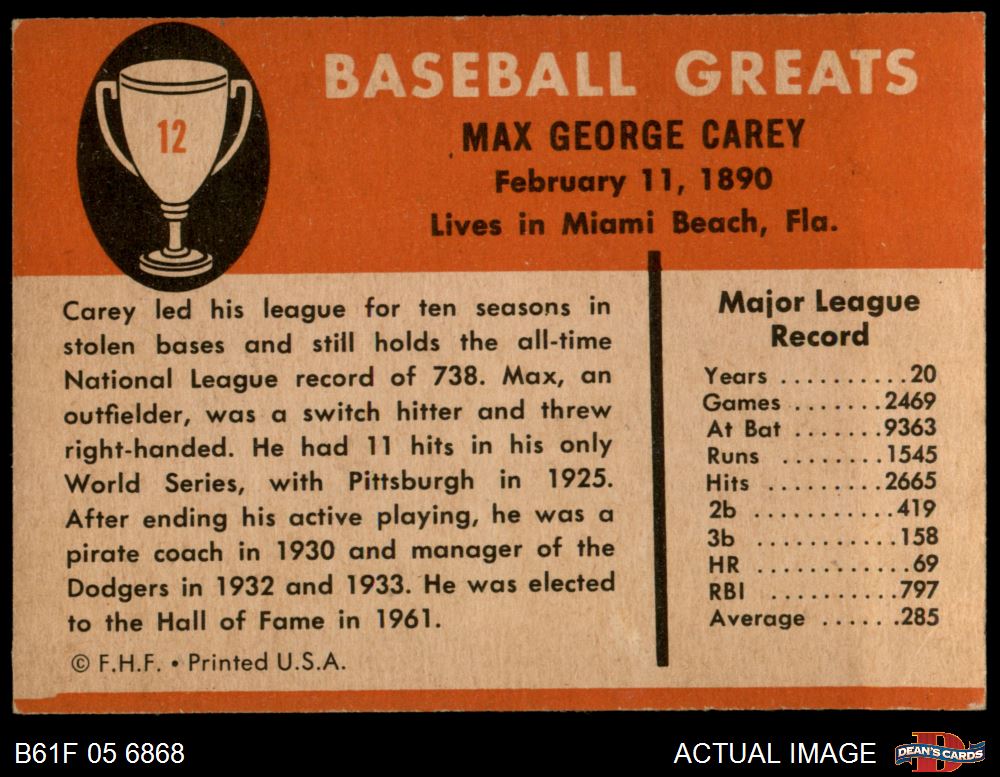 12
BASEBALL GREATS
MAX GEORGE CAREY
February 11, 1890
Lives in Miami Beach, Fla.
Carey led his league for ten seasons in
stolen bases and still holds the all-time
National League record of 738. Max, an
outfielder, was a switch hitter and threw
right-handed. He had 11 hits in his only
World Series, with Pittsburgh in 1925.
After ending his active playing, he was a
pirate coach in 1930 and manager of the
Dodgers in 1932 and 1933. He was elected
to the Hall of Fame in 1961.
© F.H.F. • Printed U.S.A.
Major League
Record
Years ..........20
Games .......2469
At Bat .......9363
Runs ........1545
Hits .........2665
2b ...........419
3b ...........158
HR ............69
RBI ..........797
Average ......285
B61F 05 6868
ACTUAL IMAGE
D
DEAN'S CARDS